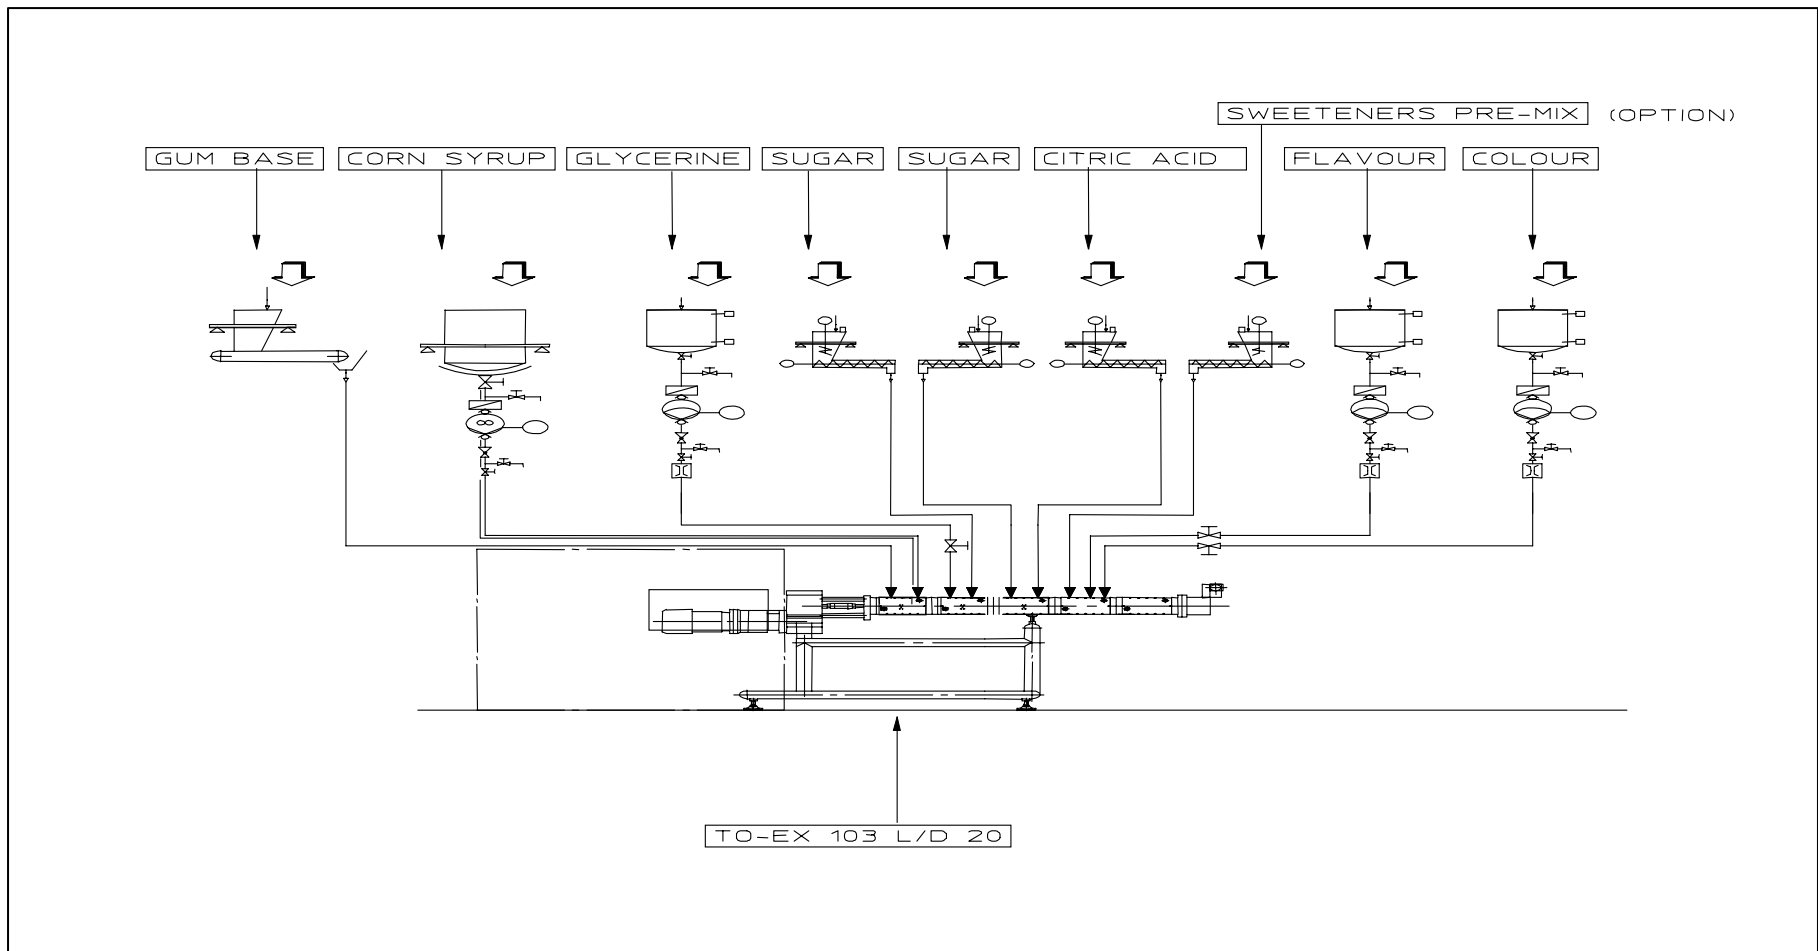 SWEETENERS PRE-MIX (OPTION)
GUM BASE
CORN SYRUP
GLYCERINE
SUGAR
SUGAR
CITRIC ACID
FLAVOUR
COLOUR
TO-EX 103 L/D 20